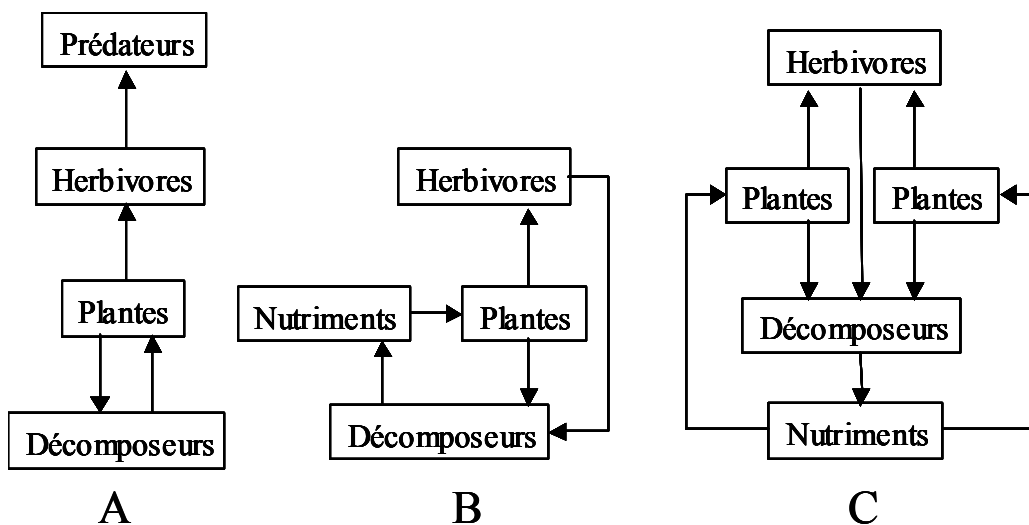 Prédateurs
Herbivores
Plantes
Décomposeurs
A
Herbivores
Nutriments
Plantes
Décomposeurs
B
Herbivores
Plantes
Plantes
Décomposeurs
Nutriments
C